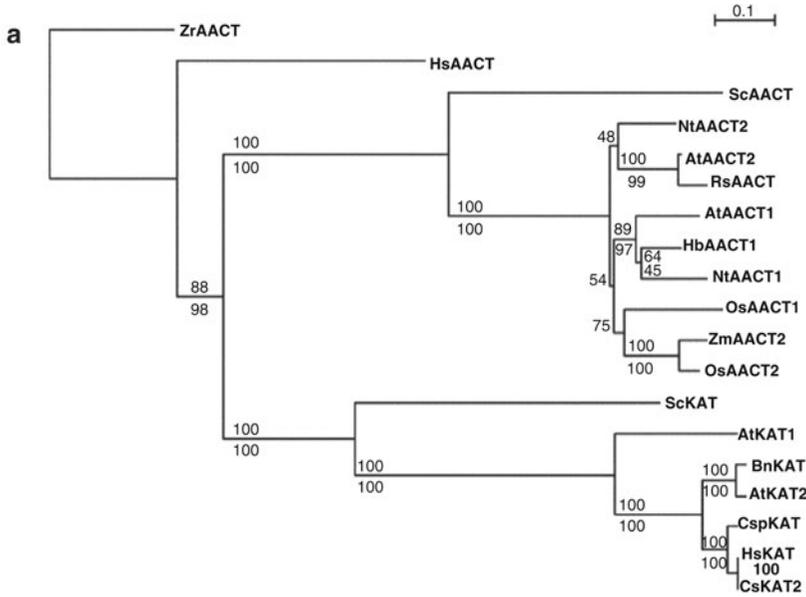 0.1
a
ZrAACT
HsAACT
ScAACT
NtAACT2
48
AtAACT2
100
99
RsAACT
100
100
100
100
AtAACT1
89
97
HbAACT1
64
45
NtAACT1
54
OsAACT1
75
ZmAACT2
100
100
OsAACT2
88
98
ScKAT
100
100
AtKAT1
100
100
BnKAT
100
100
AtKAT2
100
100
CspKAT
100
100
HsKAT
100
CsKAT2